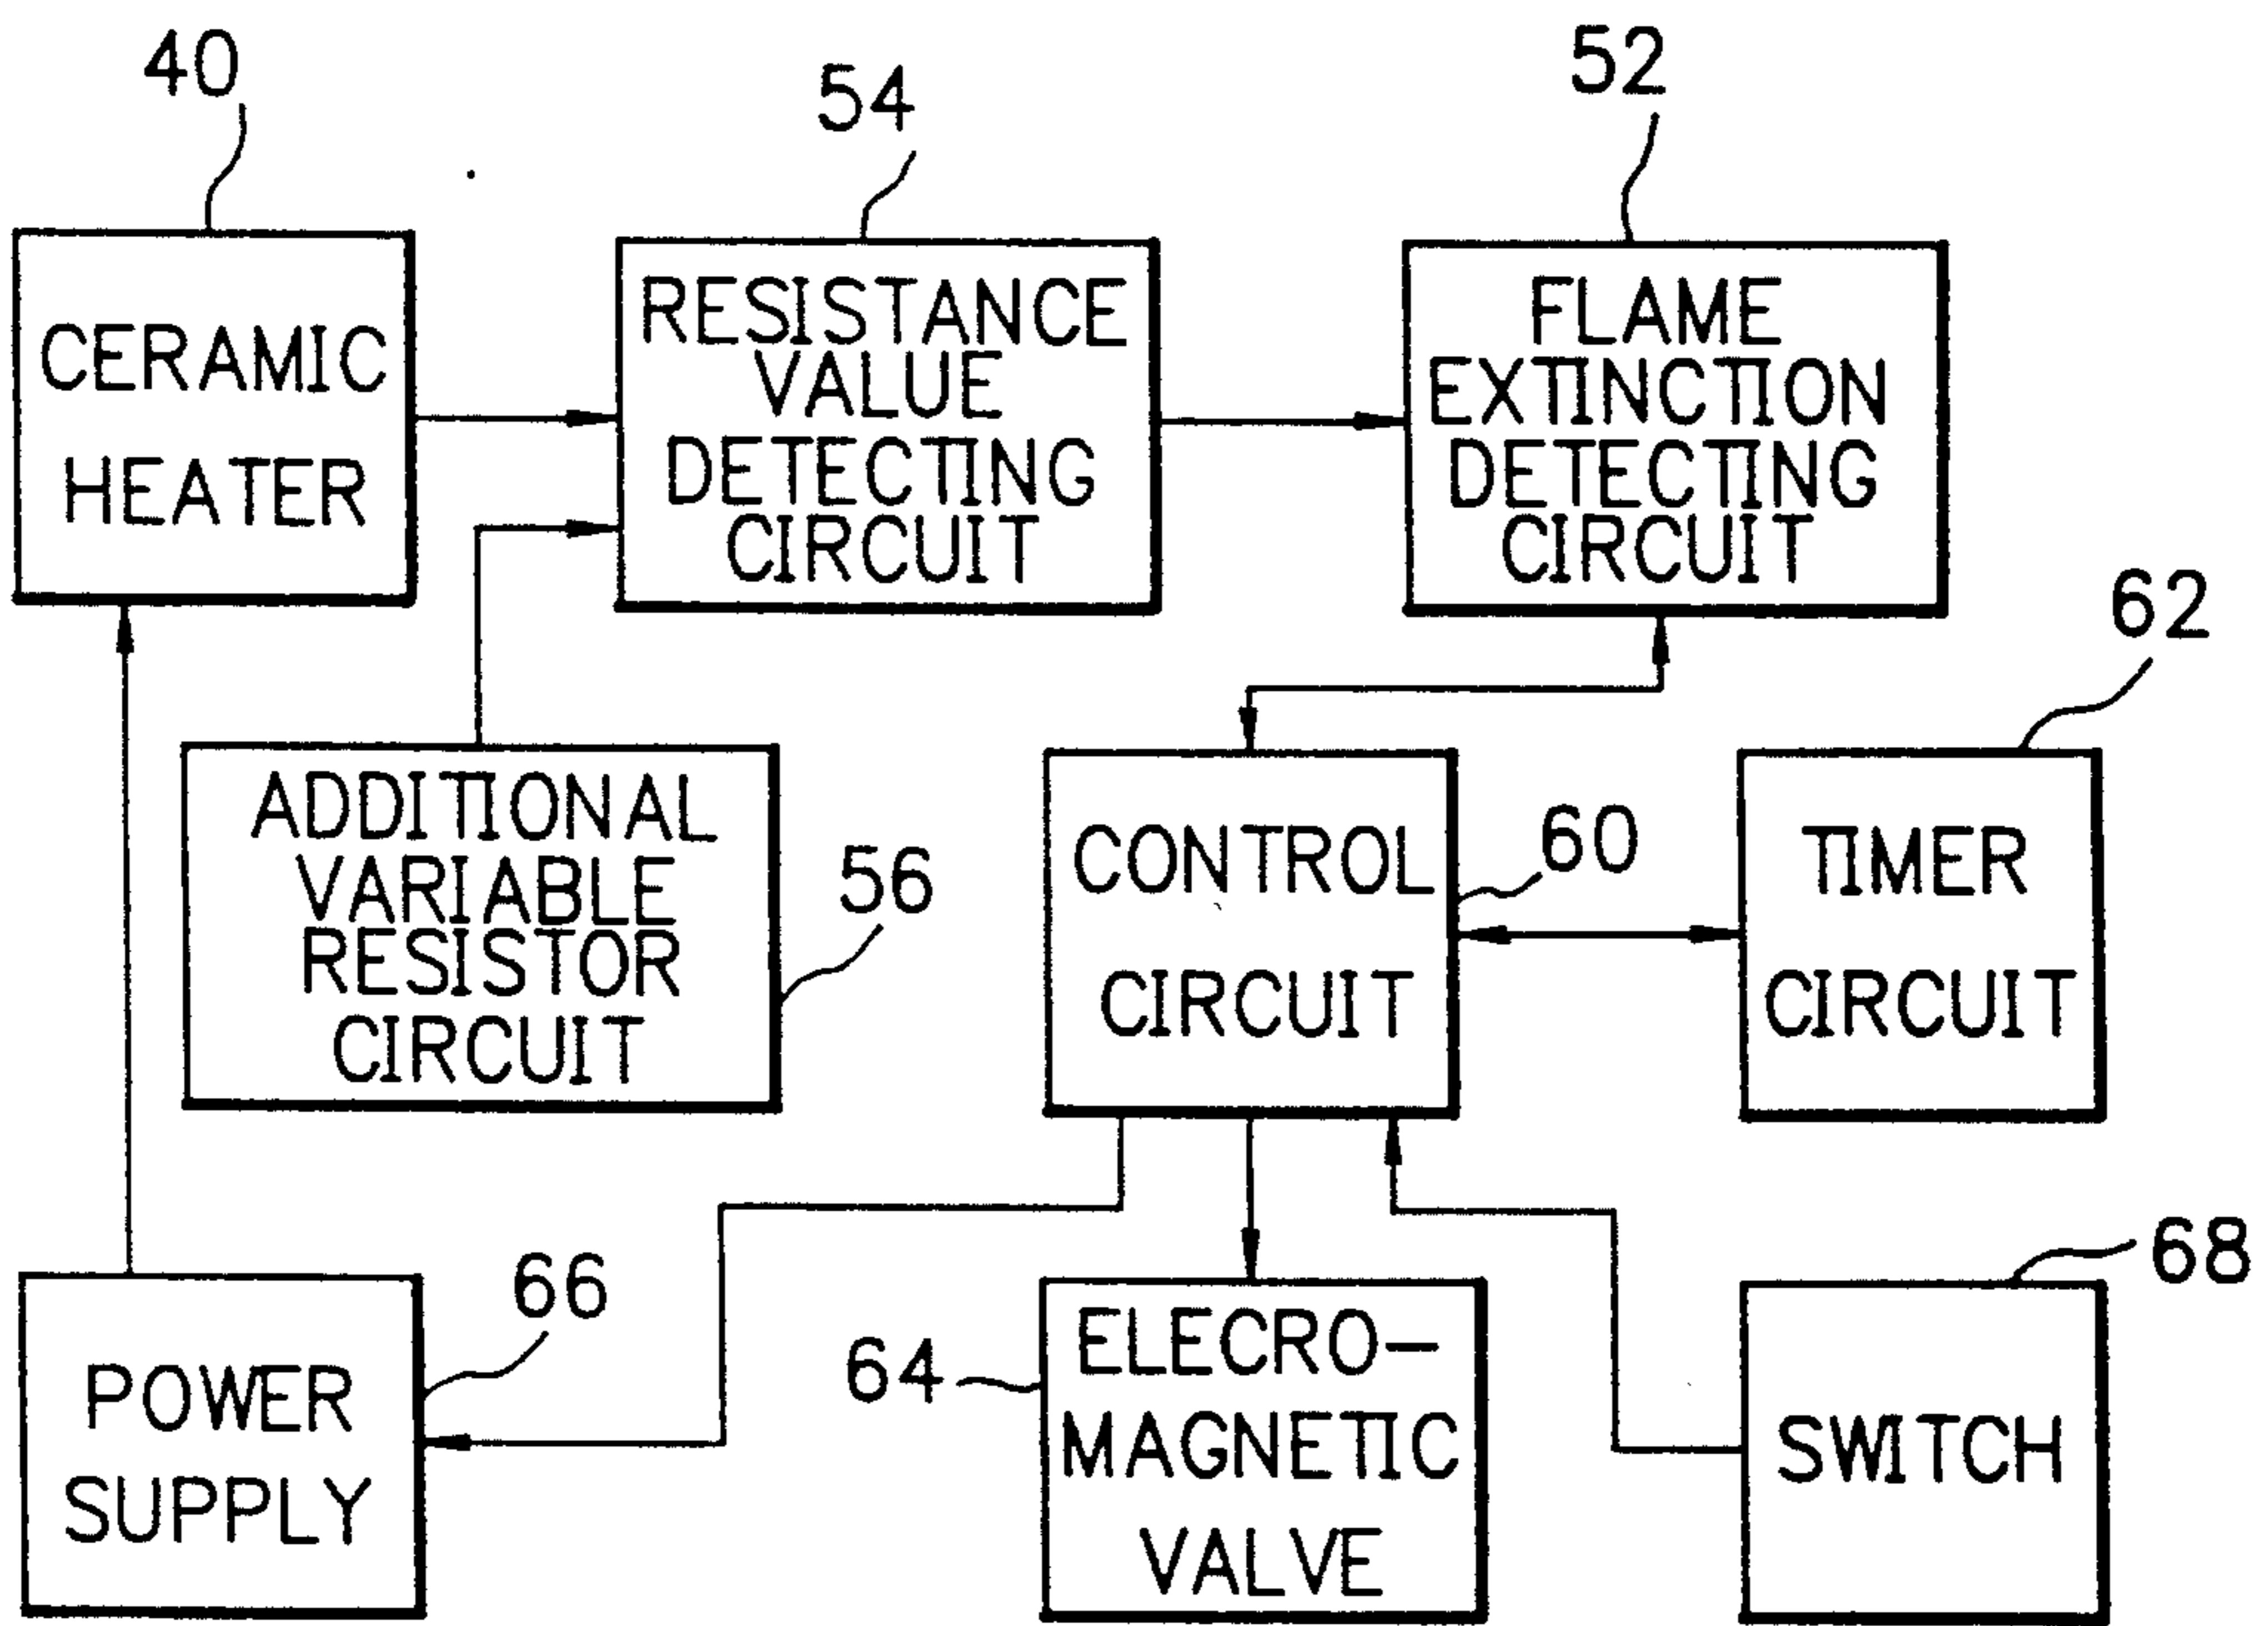 40
54
52
CERAMIC
HEATER
RESISTANCE
VALUE
DETECTING
CIRCUIT
FLAME
EXTINCTION
DETECTING
CIRCUIT
62
ADDITIONAL
VARIABLE
RESISTOR
CIRCUIT
56
CONTROL
CIRCUIT
60
TIMER
CIRCUIT
66
POWER
SUPPLY
64
ELECRO-
MAGNETIC
VALVE
68
SWITCH